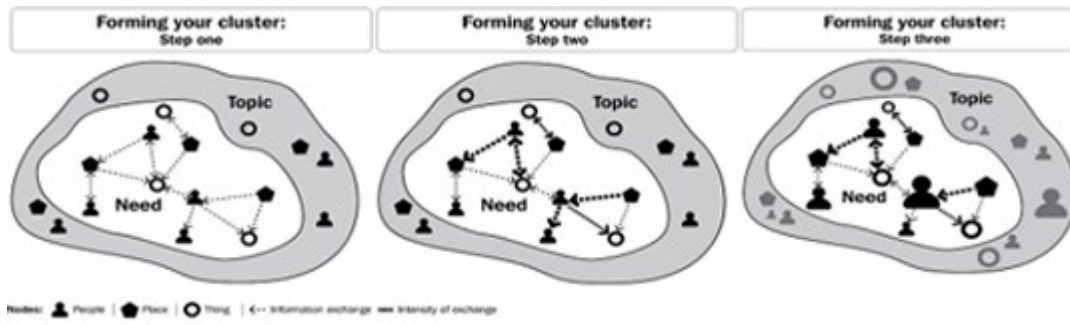 Forming your cluster:
Step one
Forming your cluster:
Step two
Forming your cluster:
Step three
Topic
Need
Topic
Need
Topic
Need
Nodes: People | Place | Thing | Information exchange Intensity of exchange